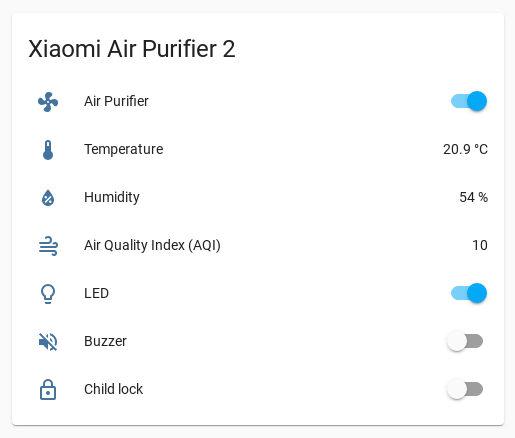 Xiaomi Air Purifier 2
Air Purifier
Temperature 20.9 °C
Humidity 54 %
Air Quality Index (AQI) 10
LED
Buzzer
Child lock